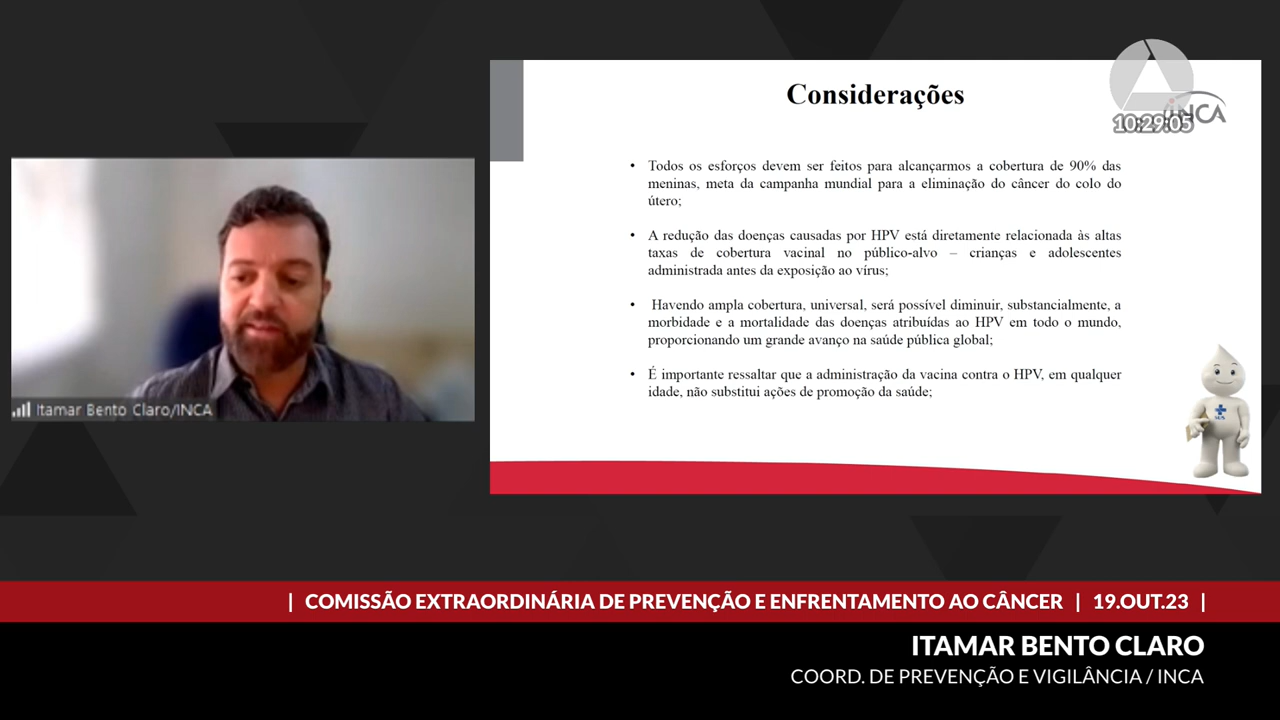 Considerações
INCA
10:29:05
• Todos os esforços devem ser feitos para alcançarmos a cobertura de 90% das
meninas, meta da campanha mundial para a eliminação do câncer do colo do
útero;
• A redução das doenças causadas por HPV está diretamente relacionada às altas
taxas de cobertura vacinal no público-alvo – crianças e adolescentes
administrada antes da exposição ao vírus;
• Havendo ampla cobertura, universal, será possível diminuir, substancialmente, a
morbidade e a mortalidade das doenças atribuídas ao HPV em todo o mundo,
proporcionando um grande avanço na saúde pública global;
• É importante ressaltar que a administração da vacina contra o HPV, em qualquer
idade, não substitui ações de promoção da saúde;
SUS
Itamar Bento Claro/INCA
| COMISSÃO EXTRAORDINÁRIA DE PREVENÇÃO E ENFRENTAMENTO AO CÂNCER | 19.OUT.23 |
ITAMAR BENTO CLARO
COORD. DE PREVENÇÃO E VIGILÂNCIA / INCA